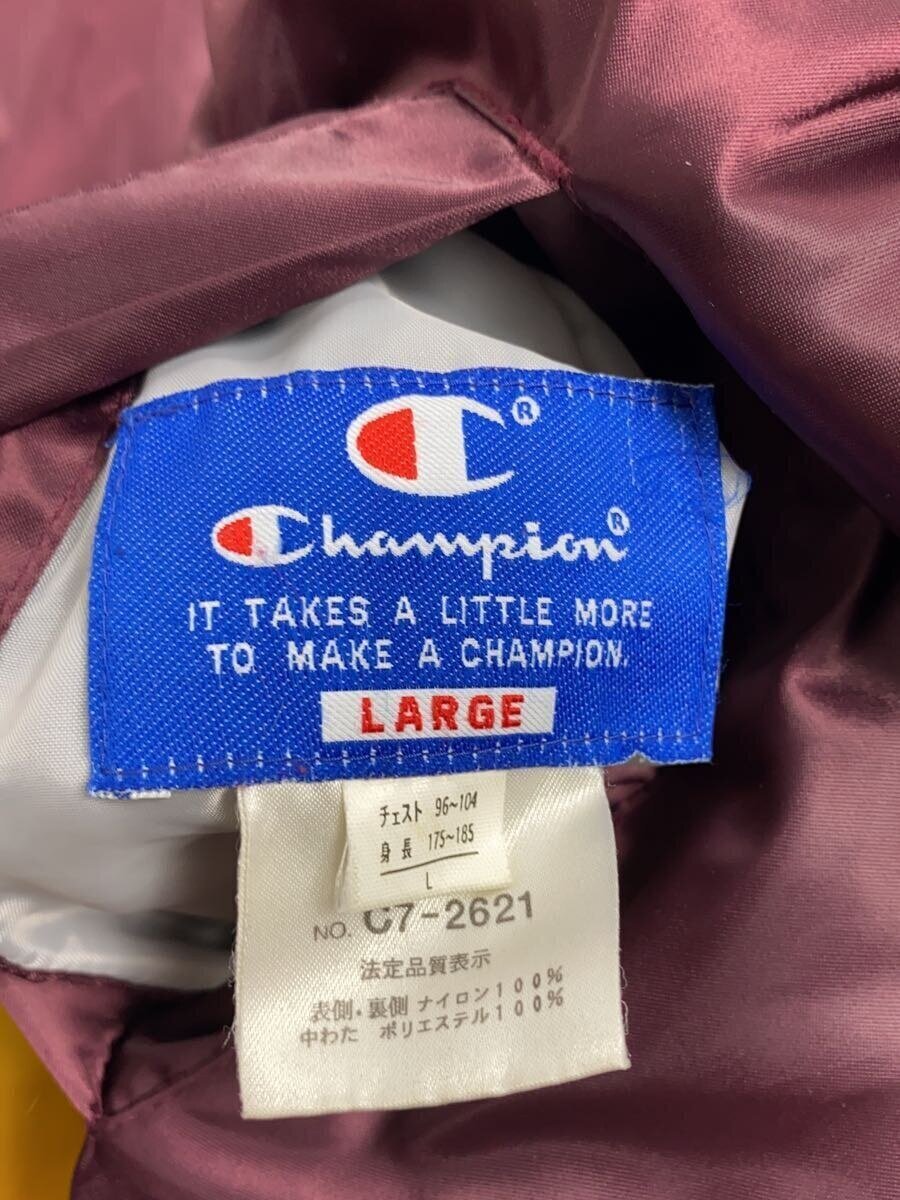 ®
Champion®
IT TAKES A LITTLE MORE
TO MAKE A CHAMPION.
LARGE
チェスト 96~104
身長 175~185
L
NO. C7-2621
法定品質表示
表側・裏側 ナイロン100%
中わた ポリエステル100%